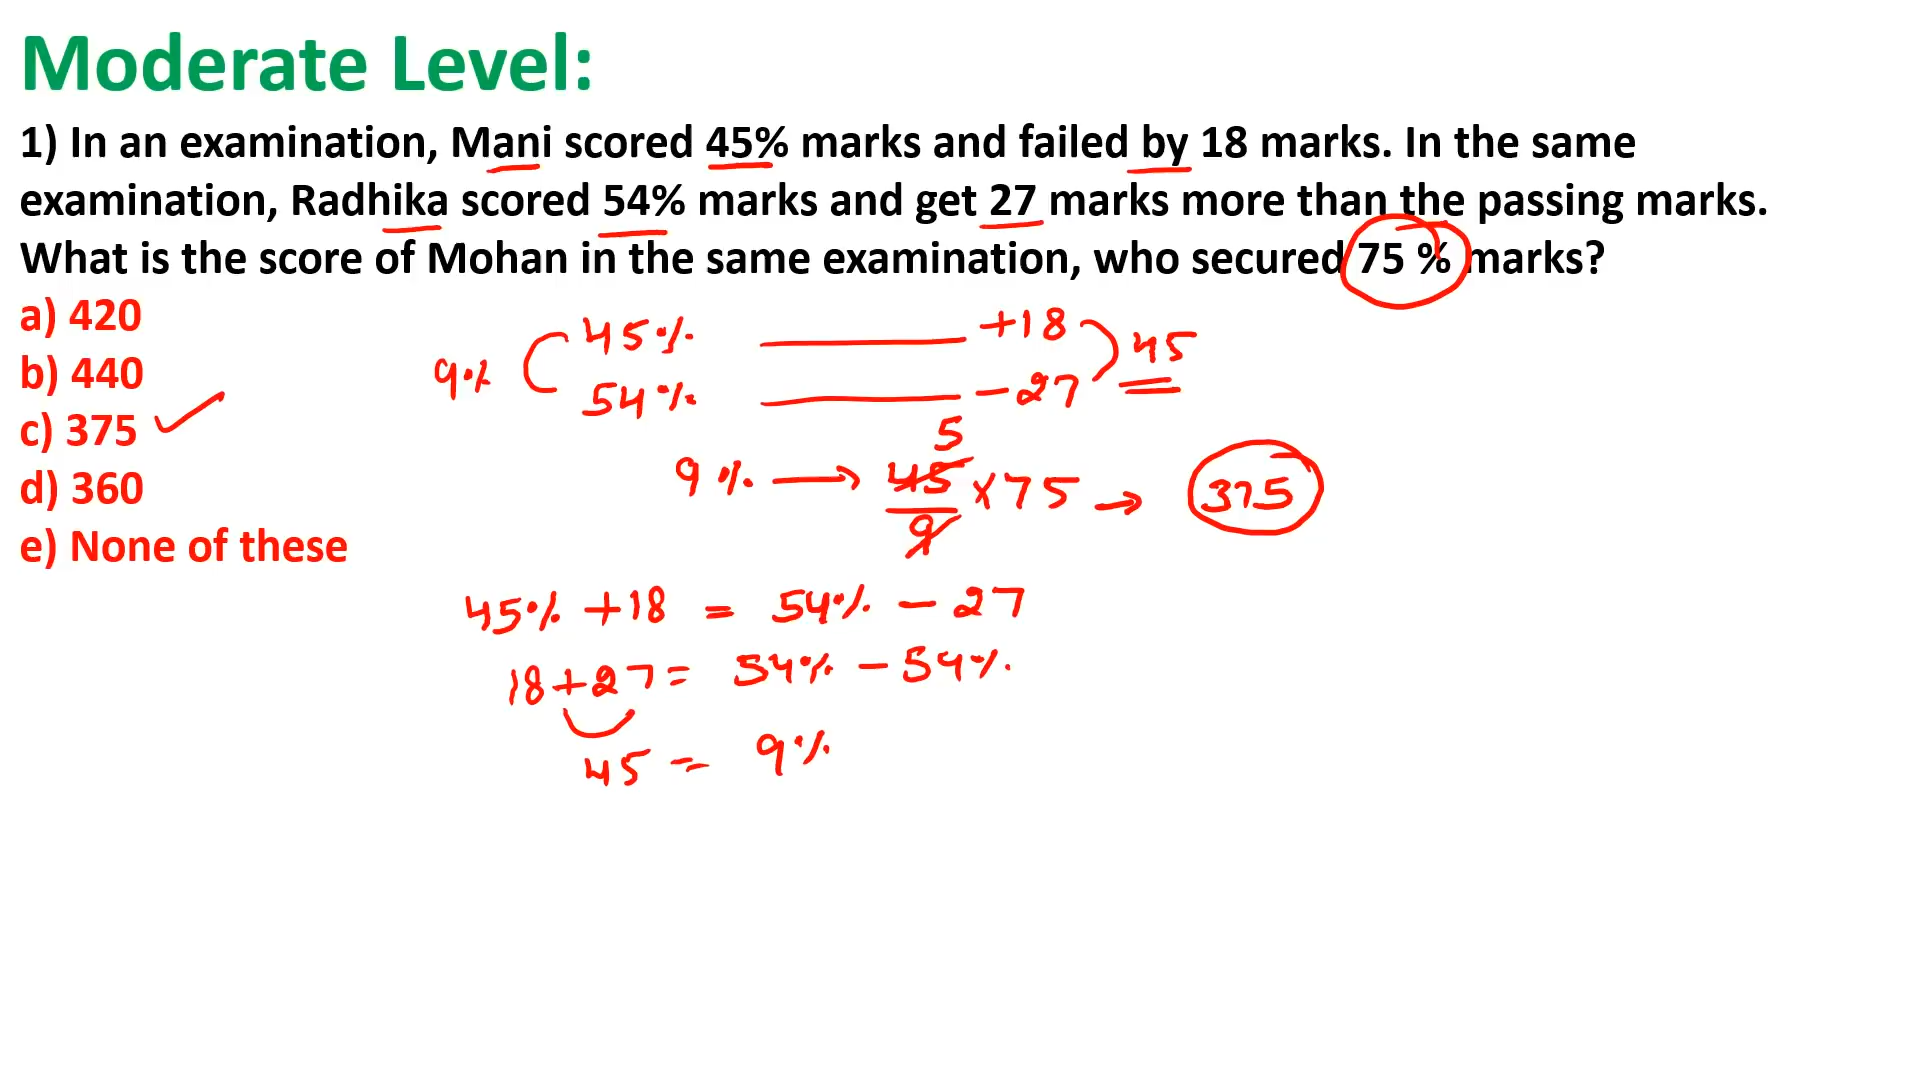 Moderate Level:
1) In an examination, Mani scored 45% marks and failed by 18 marks. In the same
examination, Radhika scored 54% marks and get 27 marks more than the passing marks.
What is the score of Mohan in the same examination, who secured 75 % marks?
a) 420
b) 440
c) 375
d) 360
e) None of these
45% +18
9% 45
54% - 27
5
9% → 45/9 × 75 → 375
45% + 18 = 54% - 27
18 + 27 = 54% - 54%
45 = 9%